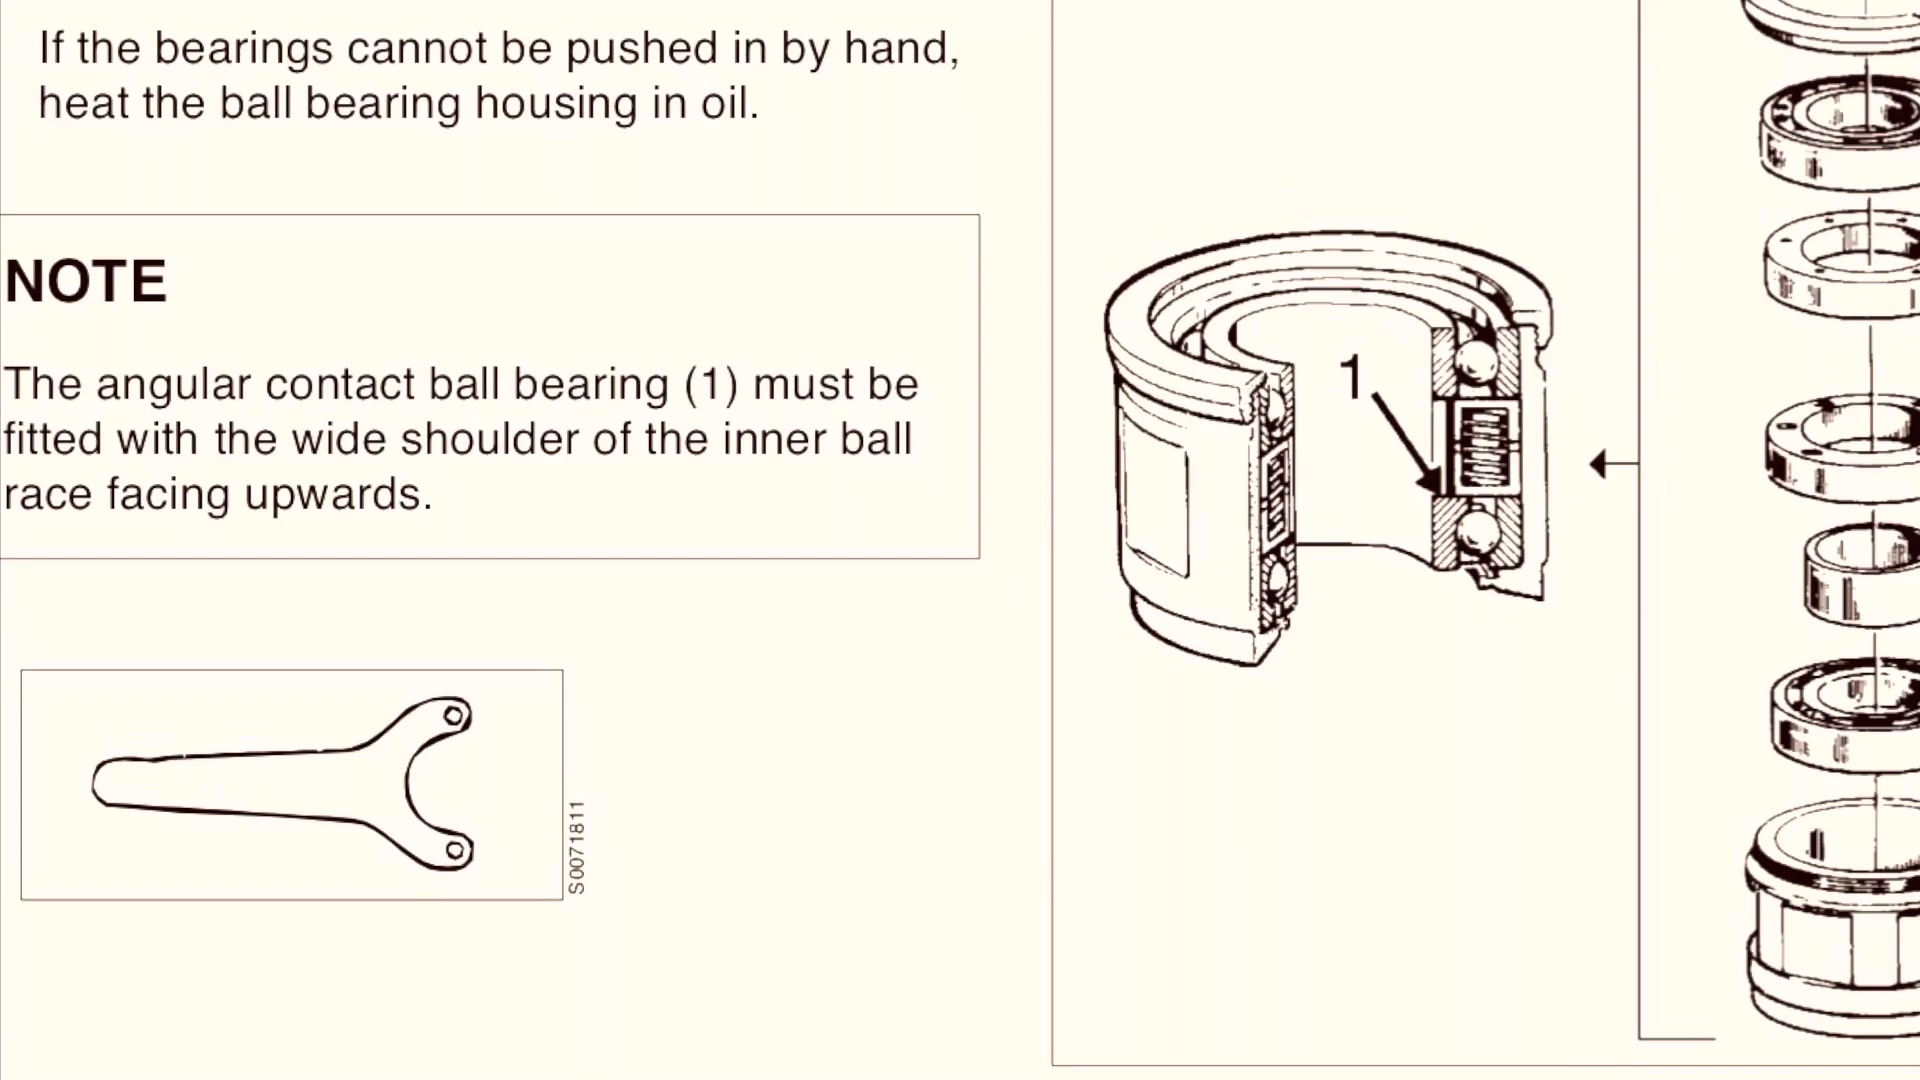 If the bearings cannot be pushed in by hand,
heat the ball bearing housing in oil.
NOTE
The angular contact ball bearing (1) must be
fitted with the wide shoulder of the inner ball
race facing upwards.
S0071811
1